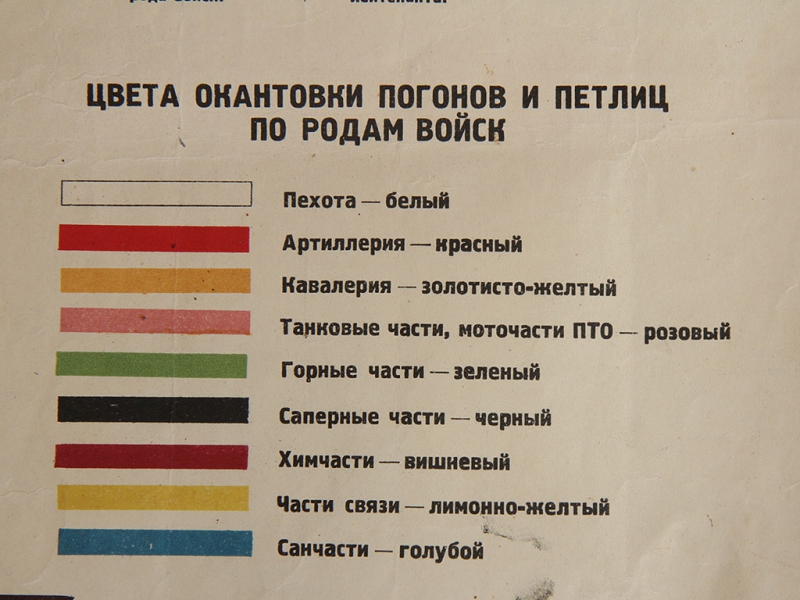 ЦВЕТА ОКАНТОВКИ ПОГОНОВ И ПЕТЛИЦ
ПО РОДАМ ВОЙСК
Пехота — белый
Артиллерия — красный
Кавалерия — золотисто-желтый
Танковые части, моточасти ПТО — розовый
Горные части — зеленый
Саперные части — черный
Химчасти — вишневый
Части связи — лимонно-желтый
Санчасти — голубой